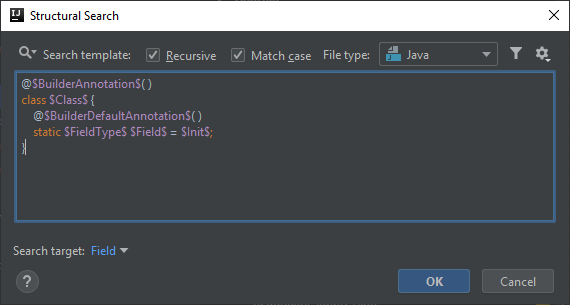 IJ
Structural Search
Search template:
Recursive
Match case
File type:
Java
@$BuilderAnnotation$( )
class $Class$ {
@$BuilderDefaultAnnotation$( )
static $FieldType$ $Field$ = $Init$;
}
Search target: Field
?
OK
Cancel